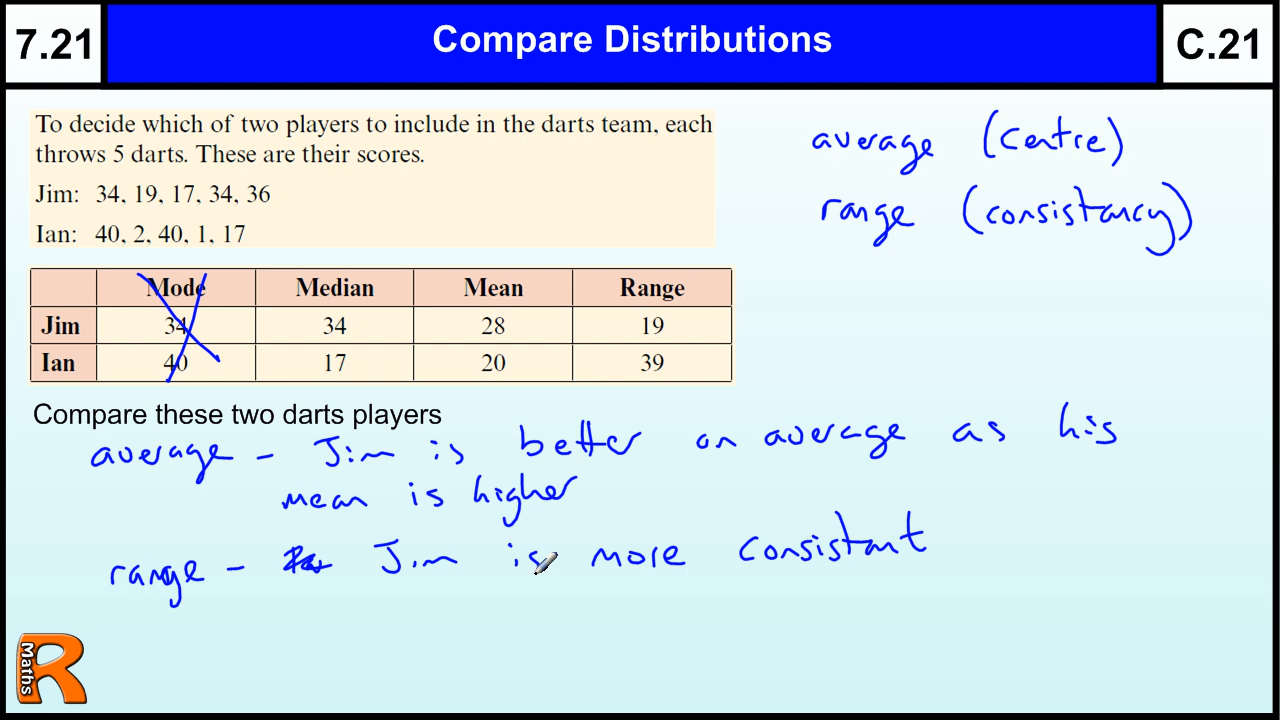 7.21
Compare Distributions
C.21
To decide which of two players to include in the darts team, each
throws 5 darts. These are their scores.
Jim: 34, 19, 17, 34, 36
Ian: 40, 2, 40, 1, 17
average (centre)
range (consistancy)
Mode Median Mean Range
Jim 34 34 28 19
Ian 40 17 20 39
Compare these two darts players
average - Jim is better on average as his
mean is higher
range - Jim is more consistant
R Maths